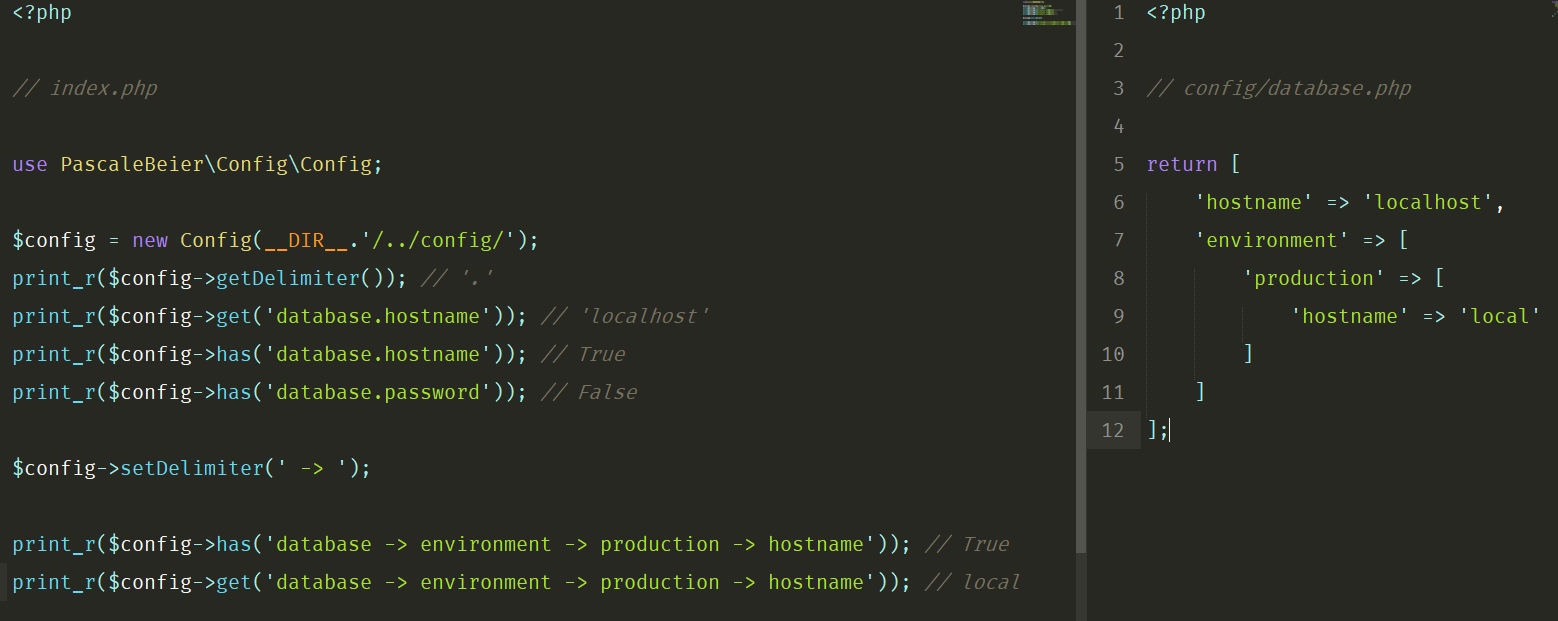 <?php
// index.php
use PascaleBeier\Config\Config;
$config = new Config(__DIR__.'/../config/');
print_r($config->getDelimiter()); // '.'
print_r($config->get('database.hostname')); // 'localhost'
print_r($config->has('database.hostname')); // True
print_r($config->has('database.password')); // False
$config->setDelimiter(' -> ');
print_r($config->has('database -> environment -> production -> hostname')); // True
print_r($config->get('database -> environment -> production -> hostname')); // local
1 <?php
2
3 // config/database.php
4
5 return [
6 'hostname' => 'localhost',
7 'environment' => [
8 'production' => [
9 'hostname' => 'local'
10 ]
11 ]
12 ];